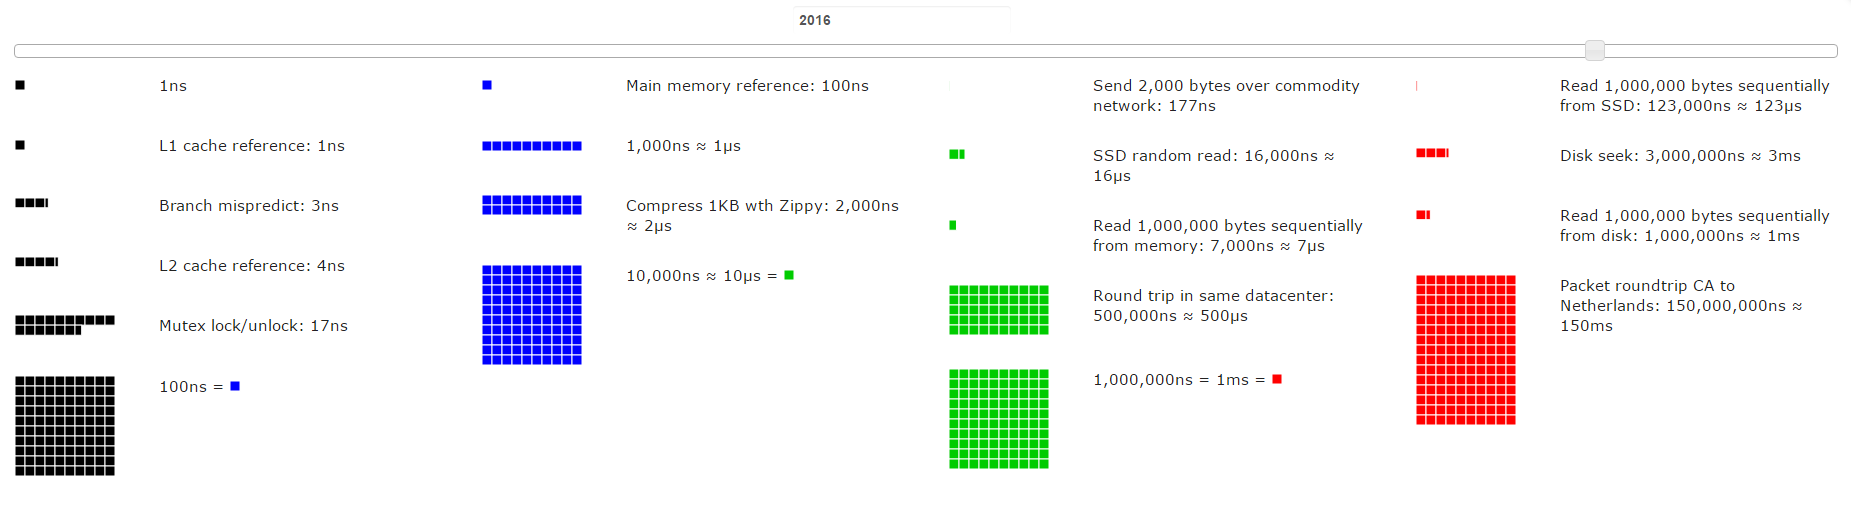 2016
1ns
L1 cache reference: 1ns
Branch mispredict: 3ns
L2 cache reference: 4ns
Mutex lock/unlock: 17ns
100ns =
Main memory reference: 100ns
1,000ns ≈ 1μs
Compress 1KB wth Zippy: 2,000ns
≈ 2μs
10,000ns ≈ 10μs =
Send 2,000 bytes over commodity
network: 177ns
SSD random read: 16,000ns ≈
16μs
Read 1,000,000 bytes sequentially
from memory: 7,000ns ≈ 7μs
Round trip in same datacenter:
500,000ns ≈ 500μs
1,000,000ns = 1ms =
Read 1,000,000 bytes sequentially
from SSD: 123,000ns ≈ 123μs
Disk seek: 3,000,000ns ≈ 3ms
Read 1,000,000 bytes sequentially
from disk: 1,000,000ns ≈ 1ms
Packet roundtrip CA to
Netherlands: 150,000,000ns ≈
150ms